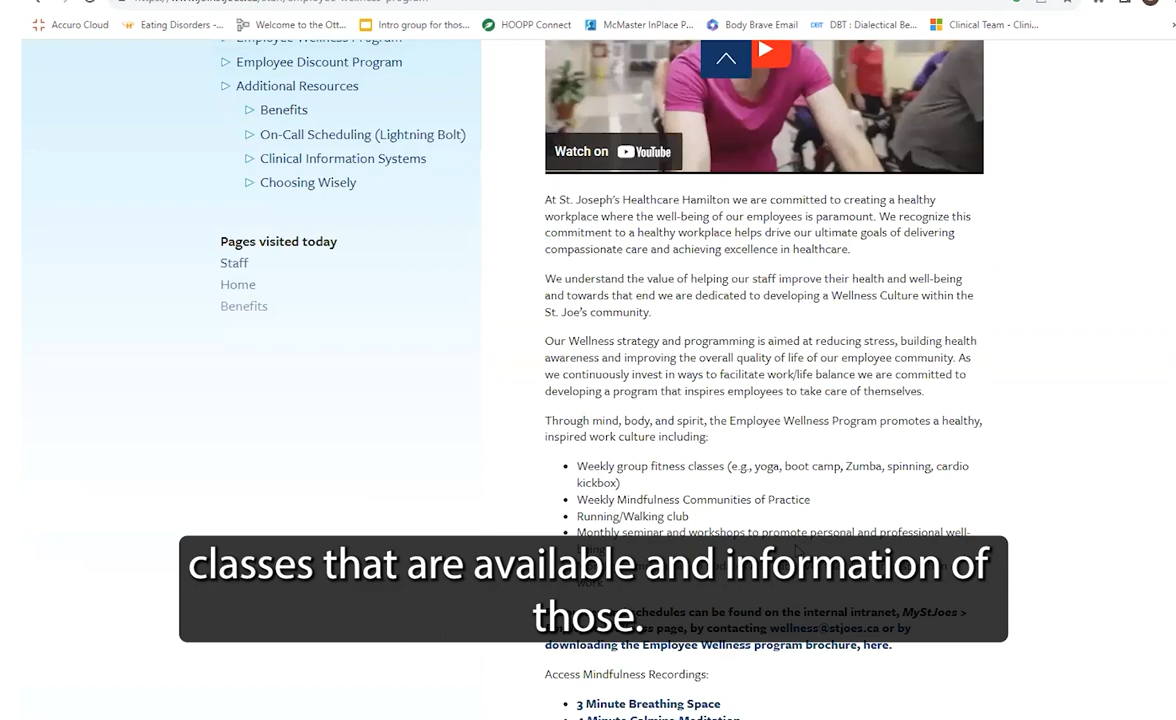 Accuro Cloud
Eating Disorders -...
Welcome to the Ott...
Intro group for thos...
HOOPP Connect
McMaster InPlace P...
Body Brave Email
DBT : Dialectical Be...
Clinical Team - Clini...
Employee Wellness Program
Employee Discount Program
Additional Resources
Benefits
On-Call Scheduling (Lightning Bolt)
Clinical Information Systems
Choosing Wisely
Pages visited today
Staff
Home
Benefits
Watch on YouTube
At St. Joseph's Healthcare Hamilton we are committed to creating a healthy
workplace where the well-being of our employees is paramount. We recognize this
commitment to a healthy workplace helps drive our ultimate goals of delivering
compassionate care and achieving excellence in healthcare.
We understand the value of helping our staff improve their health and well-being
and towards that end we are dedicated to developing a Wellness Culture within the
St. Joe's community.
Our Wellness strategy and programming is aimed at reducing stress, building health
awareness and improving the overall quality of life of our employee community. As
we continuously invest in ways to facilitate work/life balance we are committed to
developing a program that inspires employees to take care of themselves.
Through mind, body, and spirit, the Employee Wellness Program promotes a healthy,
inspired work culture including:
Weekly group fitness classes (e.g., yoga, boot camp, Zumba, spinning, cardio
kickbox)
Weekly Mindfulness Communities of Practice
Running/Walking club
Monthly seminar and workshops to promote personal and professional well-
classes that are available and information of
those.
schedules can be found on the internal intranet, MyStJoes >
page, by contacting wellness@stjoes.ca or by
downloading the Employee Wellness program brochure, here.
Access Mindfulness Recordings:
3 Minute Breathing Space